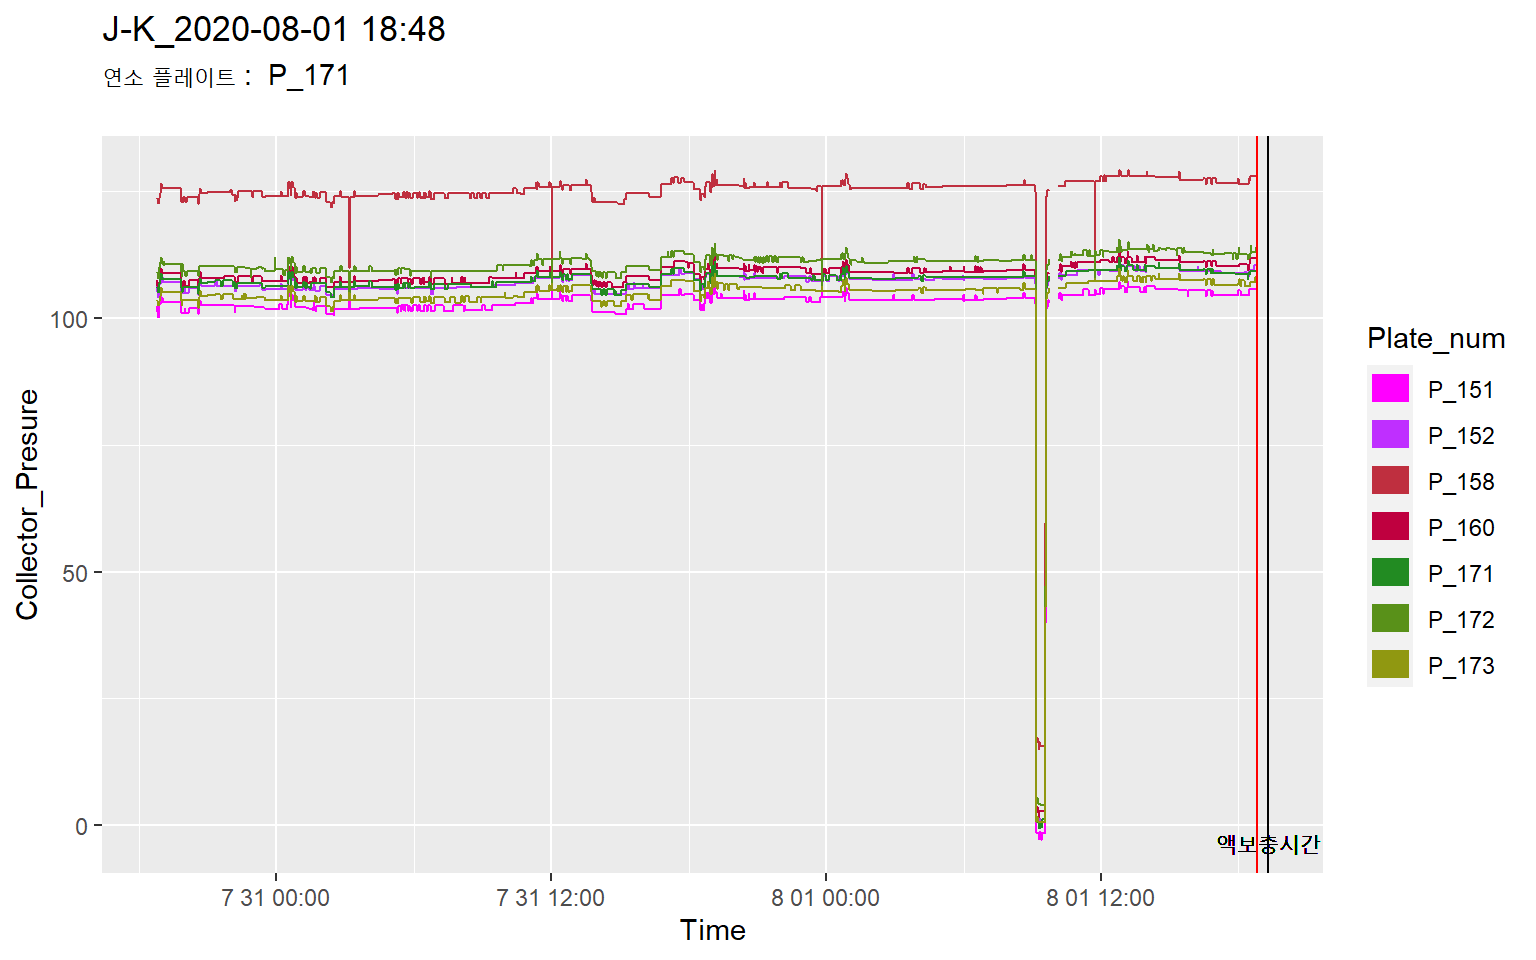 J-K_2020-08-01 18:48
연소 플레이트 : P_171
Collector_Presure
100
50
0
액보충시간
7 31 00:00
7 31 12:00
8 01 00:00
8 01 12:00
Time
Plate_num
P_151
P_152
P_158
P_160
P_171
P_172
P_173